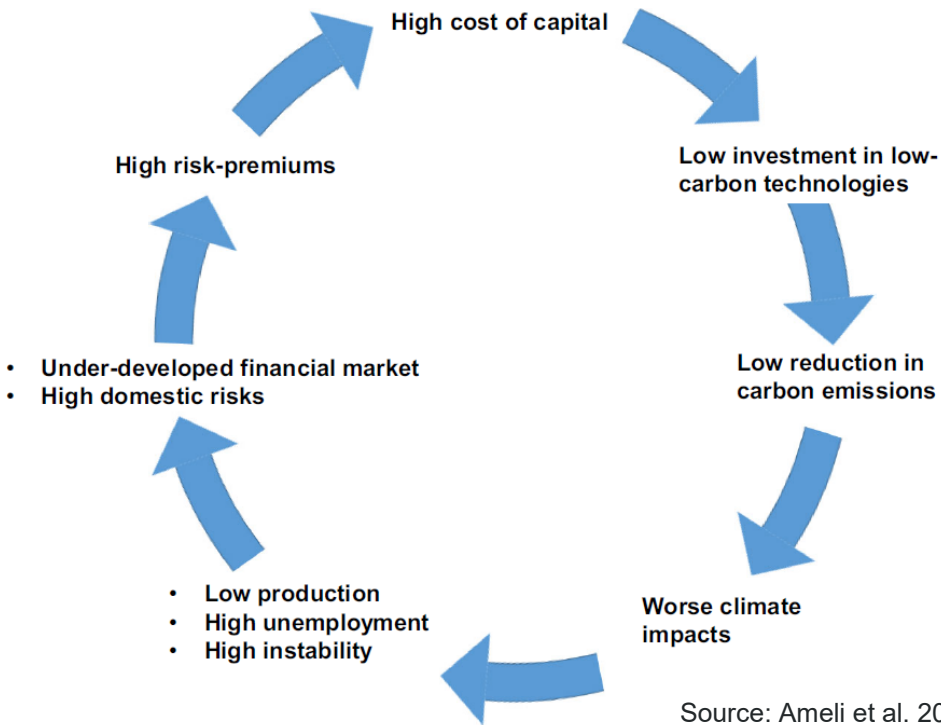 High cost of capital
Low investment in low-
carbon technologies
Low reduction in
carbon emissions
Worse climate
impacts
• Low production
• High unemployment
• High instability
• Under-developed financial market
• High domestic risks
High risk-premiums
Source: Ameli et al. 20